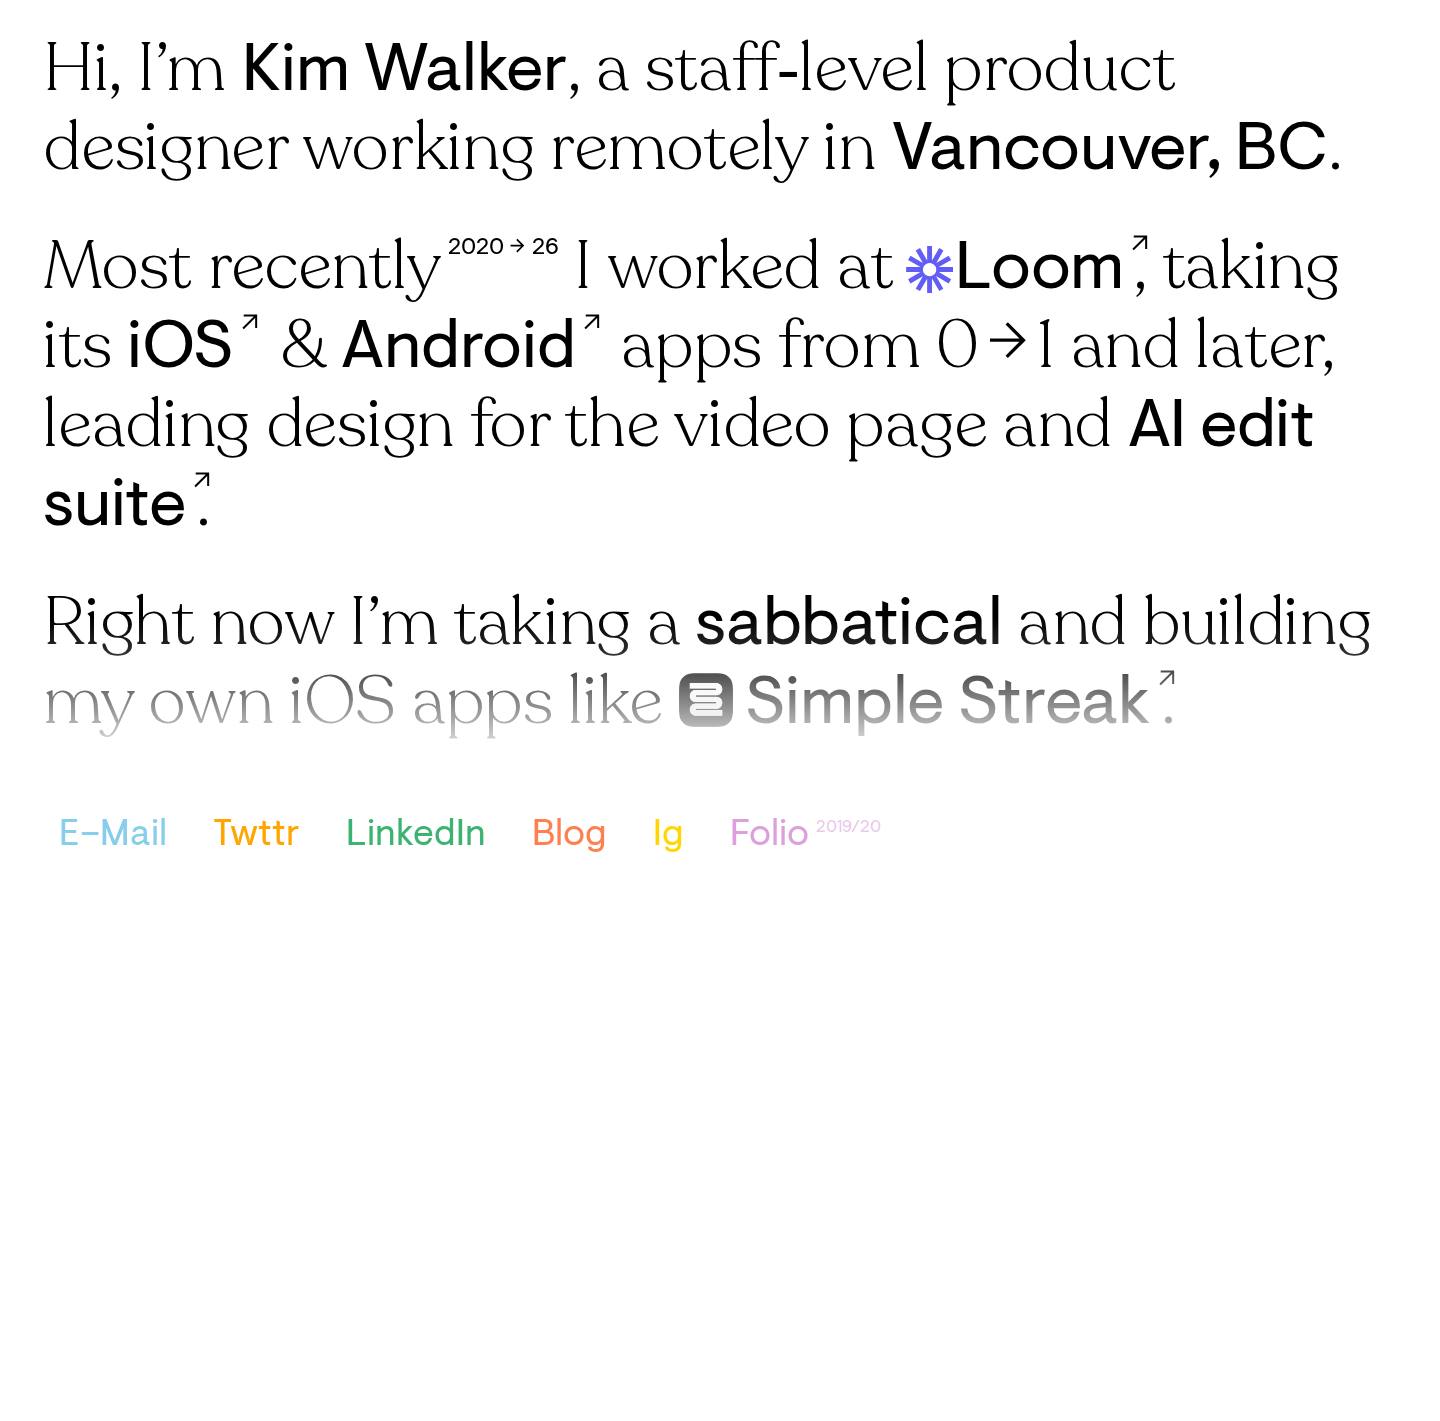 Hi, I’m Kim Walker, a staff-level product
designer working remotely in Vancouver, BC.
Most recently 2020 → 26 I worked at Loom↗, taking
its iOS↗ & Android↗ apps from 0→1 and later,
leading design for the video page and AI edit
suite↗.
Right now I’m taking a sabbatical and building
my own iOS apps like Simple Streak↗.
E–Mail Twttr LinkedIn Blog Ig Folio 2019/20